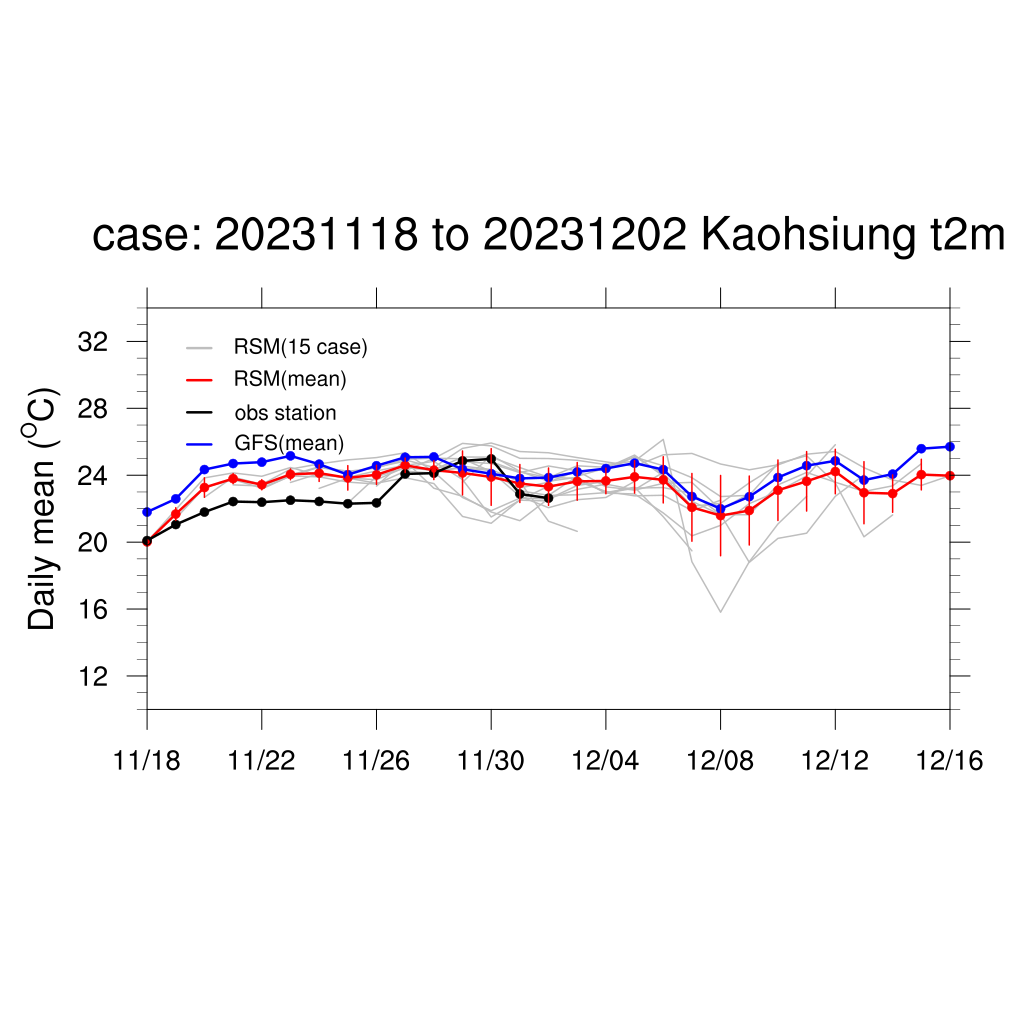 case: 20231118 to 20231202 Kaohsiung t2m
RSM(15 case)
RSM(mean)
obs station
GFS(mean)
Daily mean (°C)
32
28
24
20
16
12
11/18 11/22 11/26 11/30 12/04 12/08 12/12 12/16